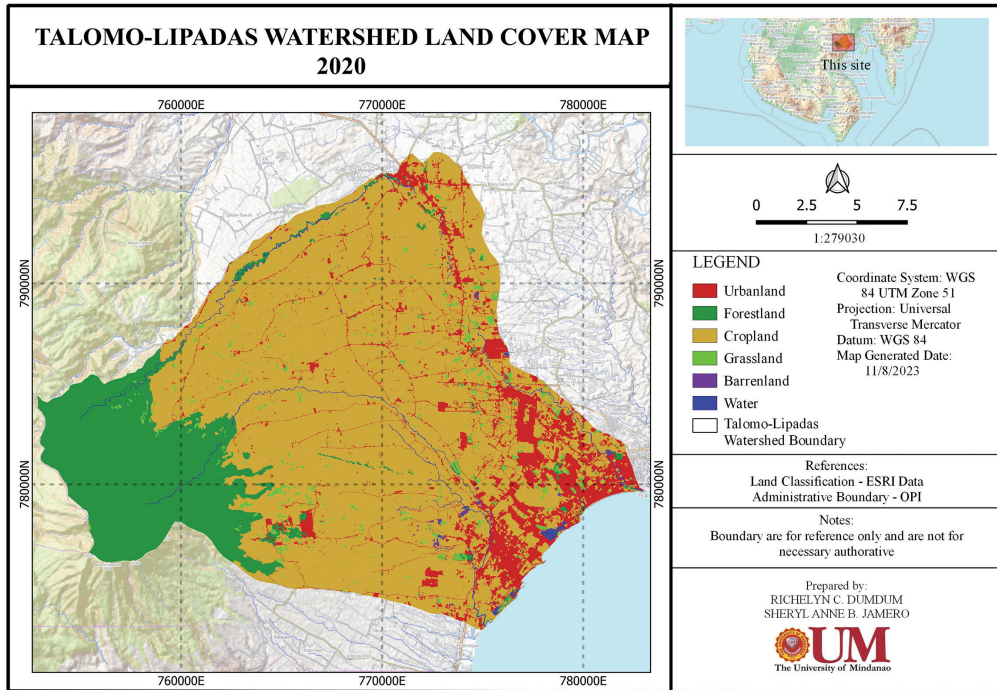 TALOMO-LIPADAS WATERSHED LAND COVER MAP
2020
760000E
770000E
780000E
790000N
780000N
790000N
780000N
760000E
770000E
780000E
This site
0
2.5
5
7.5
1:279030
LEGEND
Urbanland
Forestland
Cropland
Grassland
Barrenland
Water
Talomo-Lipadas
Watershed Boundary
Coordinate System: WGS
84 UTM Zone 51
Projection: Universal
Transverse Mercator
Datum: WGS 84
Map Generated Date:
11/8/2023
References:
Land Classification - ESRI Data
Administrative Boundary - OPI
Notes:
Boundary are for reference only and are not for
necessary authorative
Prepared by:
RICHELYN C. DUMDUM
SHERYL ANNE B. JAMERO
UM
The University of Mindanao